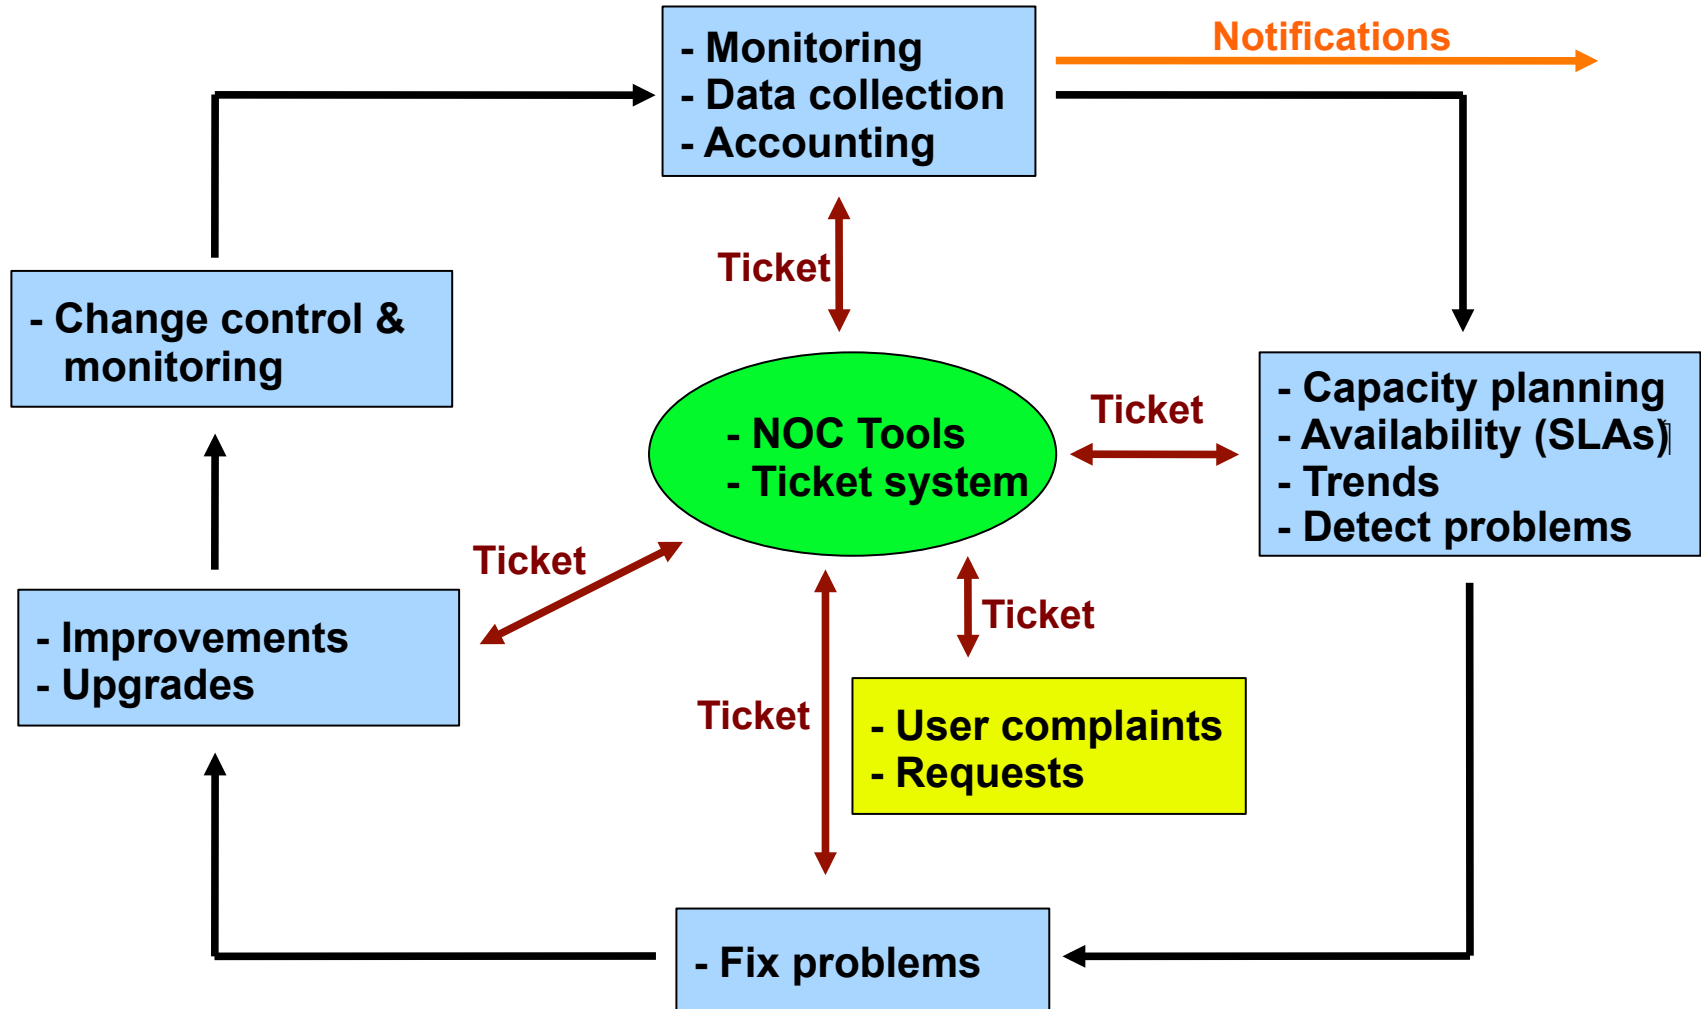 - Monitoring
- Data collection
- Accounting
Notifications
Ticket
- Change control &
monitoring
- NOC Tools
- Ticket system
Ticket
- Capacity planning
- Availability (SLAs)
- Trends
- Detect problems
Ticket
- Improvements
- Upgrades
Ticket
Ticket
- User complaints
- Requests
- Fix problems